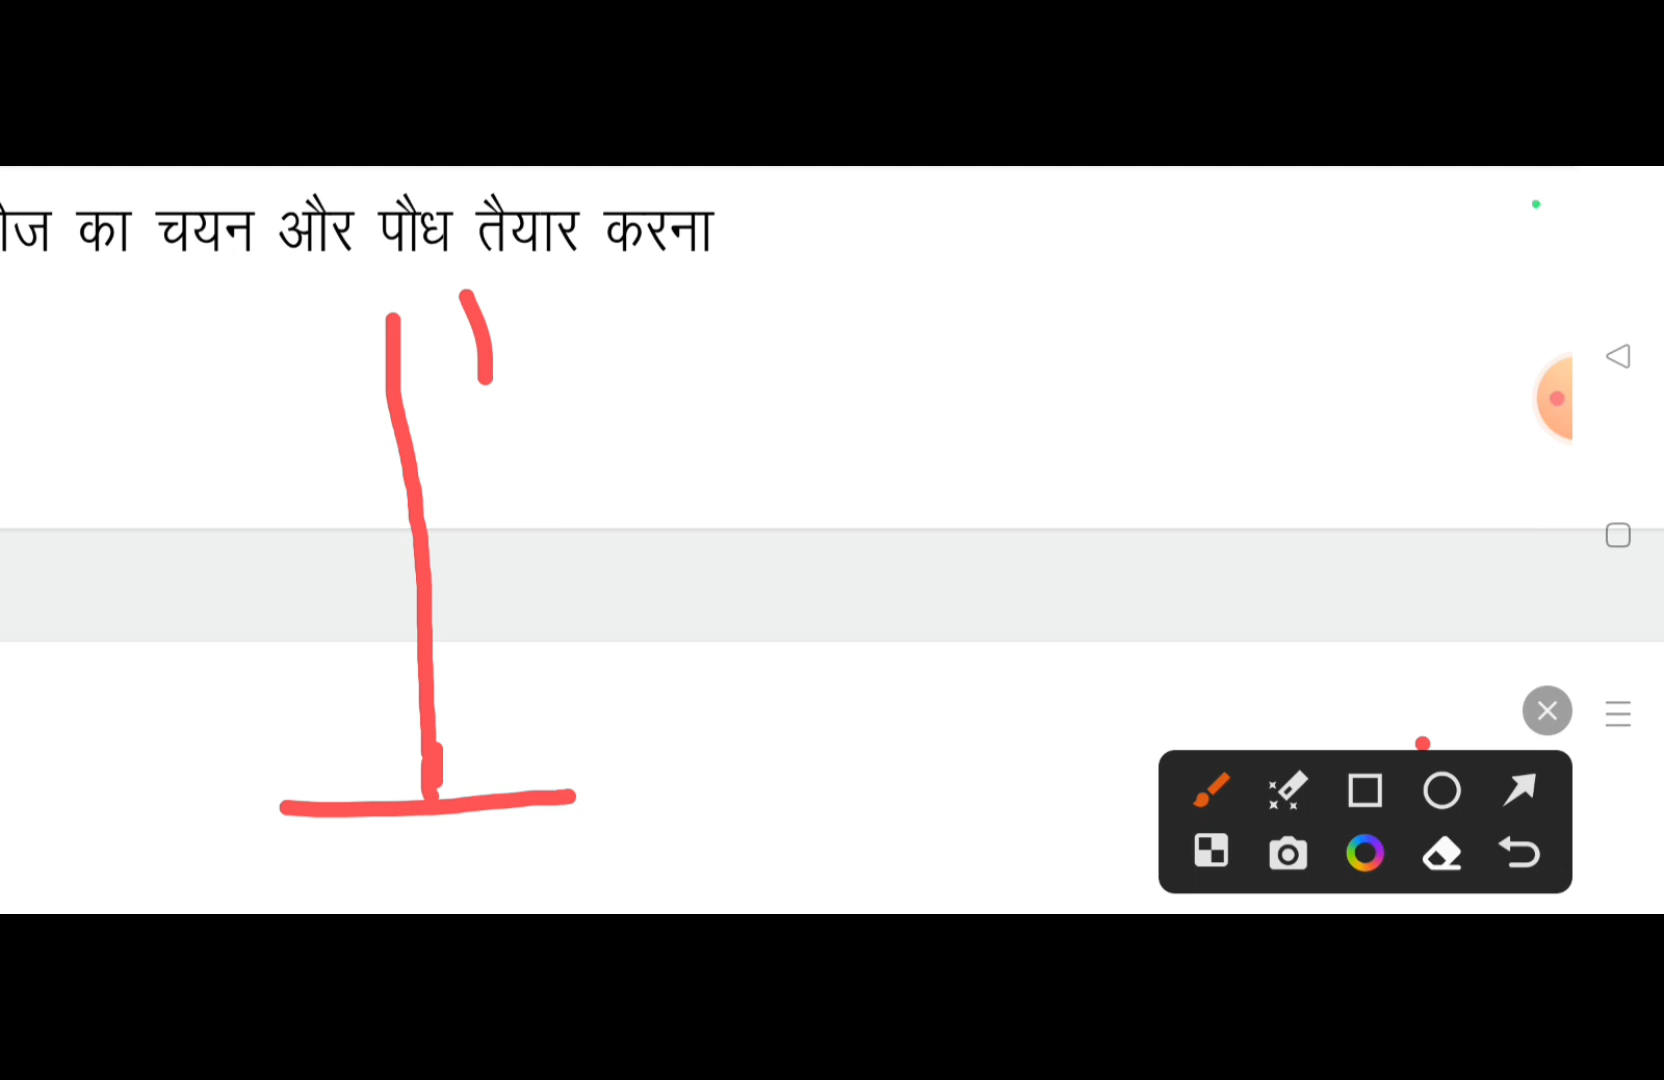 का चयन और पौध तैयार करना